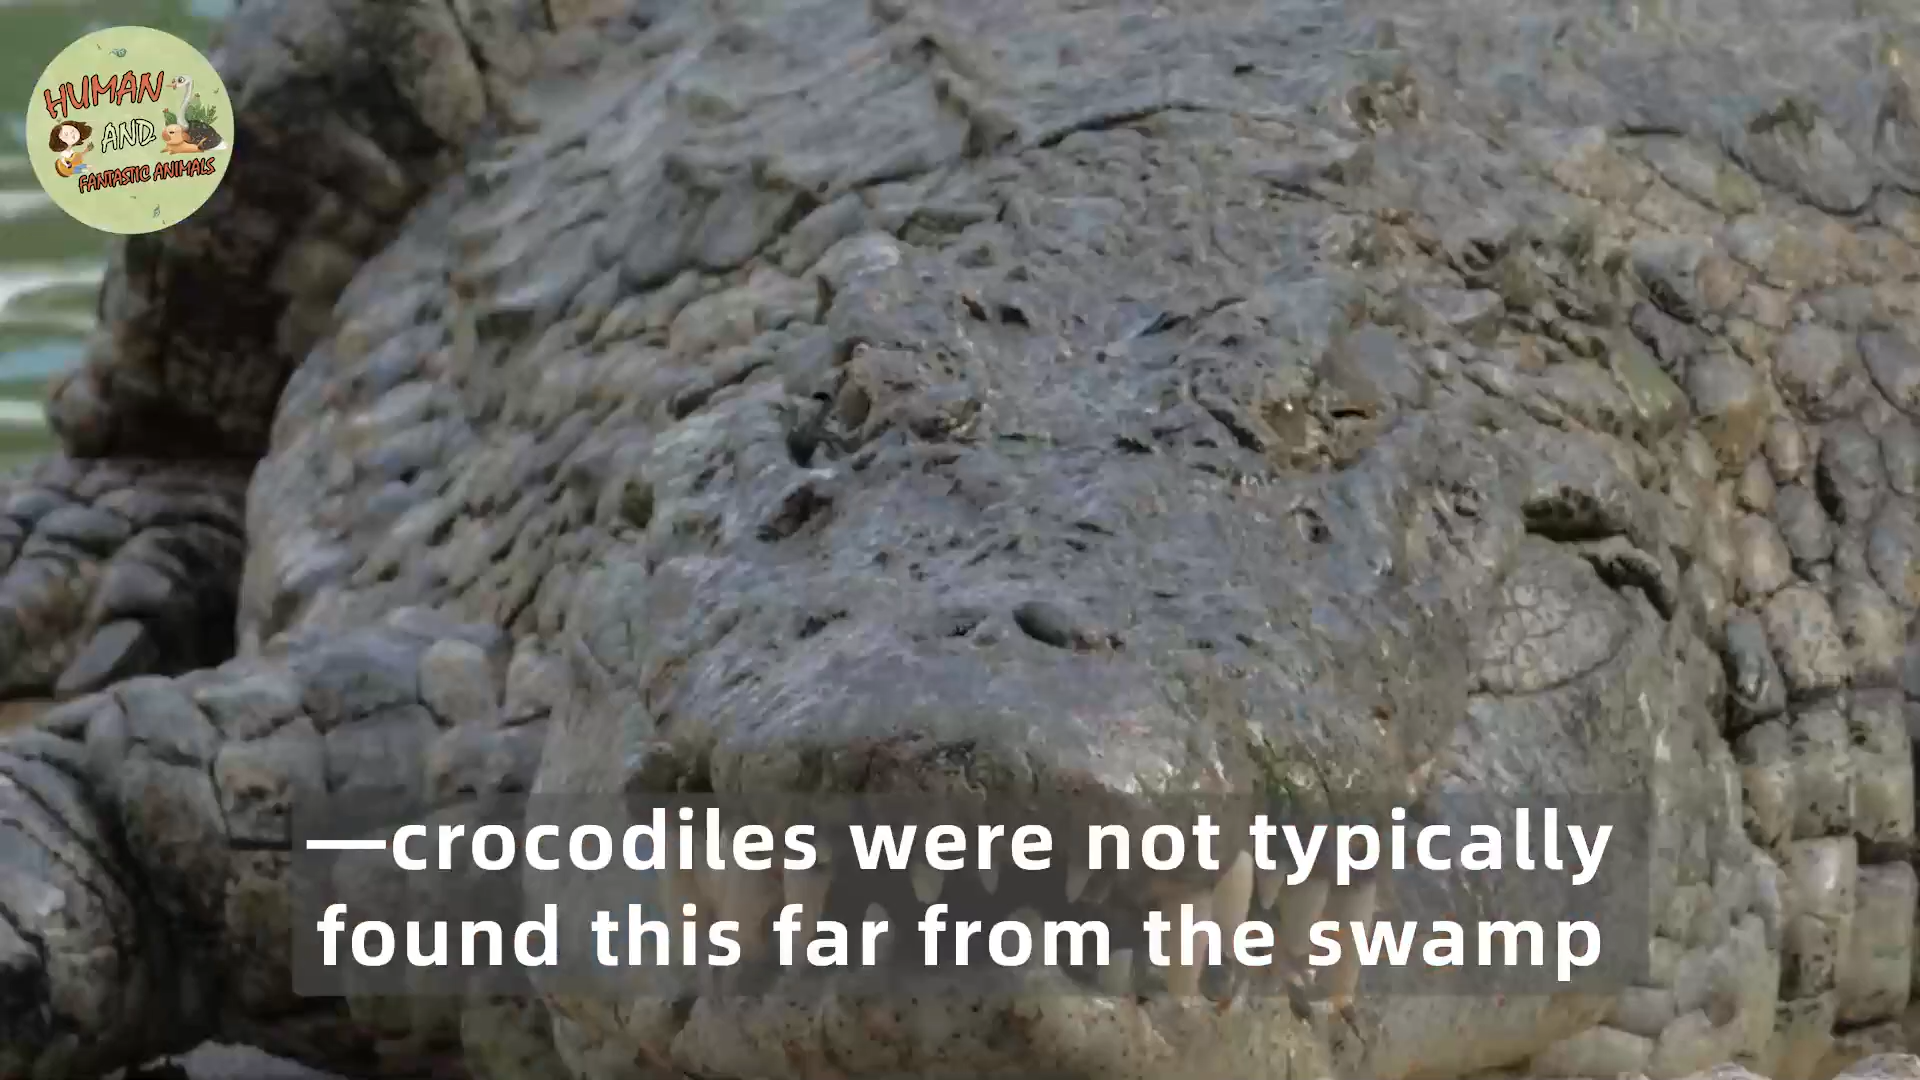 HUMAN
AND
FANTASTIC ANIMALS
—crocodiles were not typically
found this far from the swamp